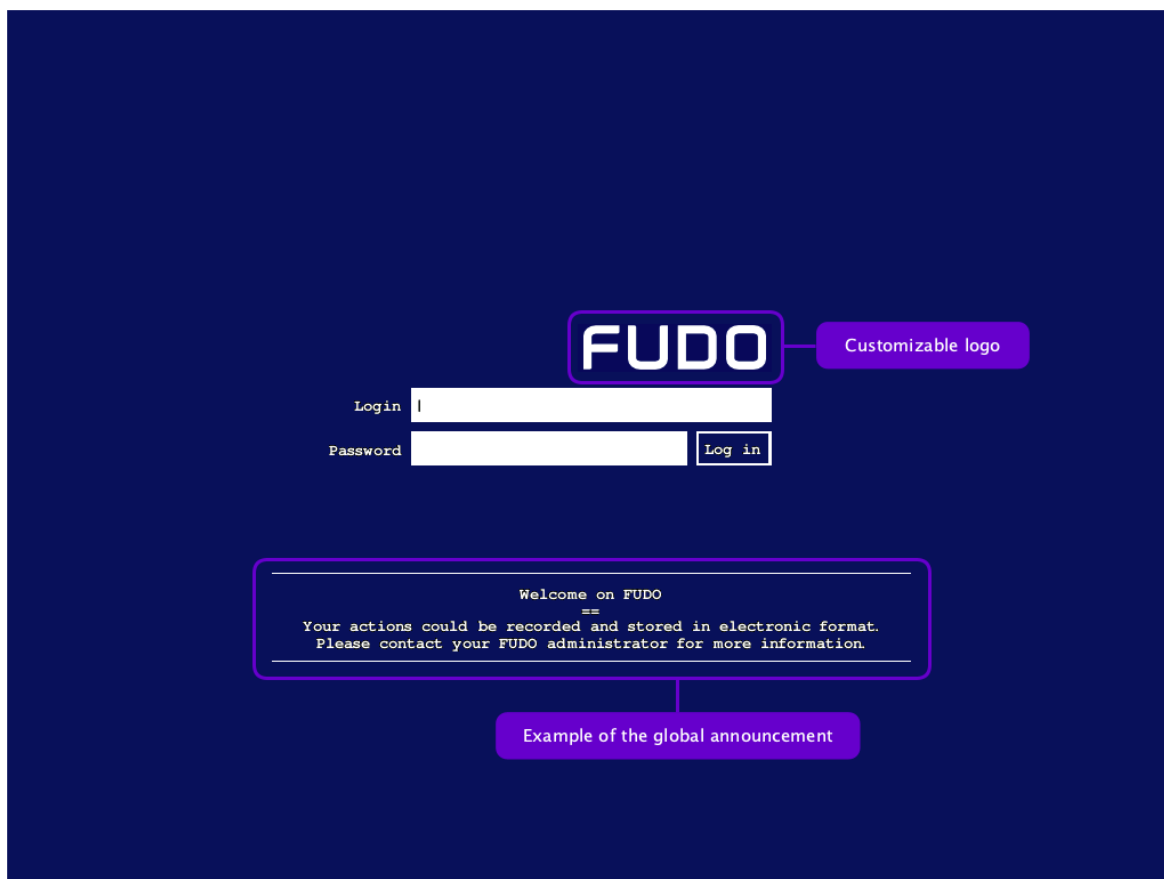 FUDO
Customizable logo
Login
Password
Log in
Welcome on FUDO
==
Your actions could be recorded and stored in electronic format.
Please contact your FUDO administrator for more information.
Example of the global announcement